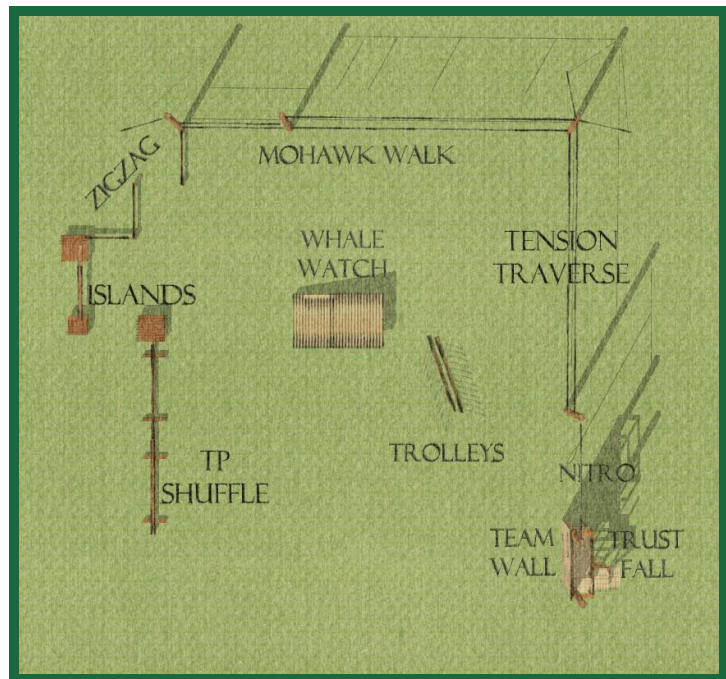 MOHAWK WALK
ZIGZAG
WHALE
WATCH
TENSION
TRAVERSE
ISLANDS
TROLLEYS
TP
SHUFFLE
NITRO
TEAM
WALL
TRUST
FALL